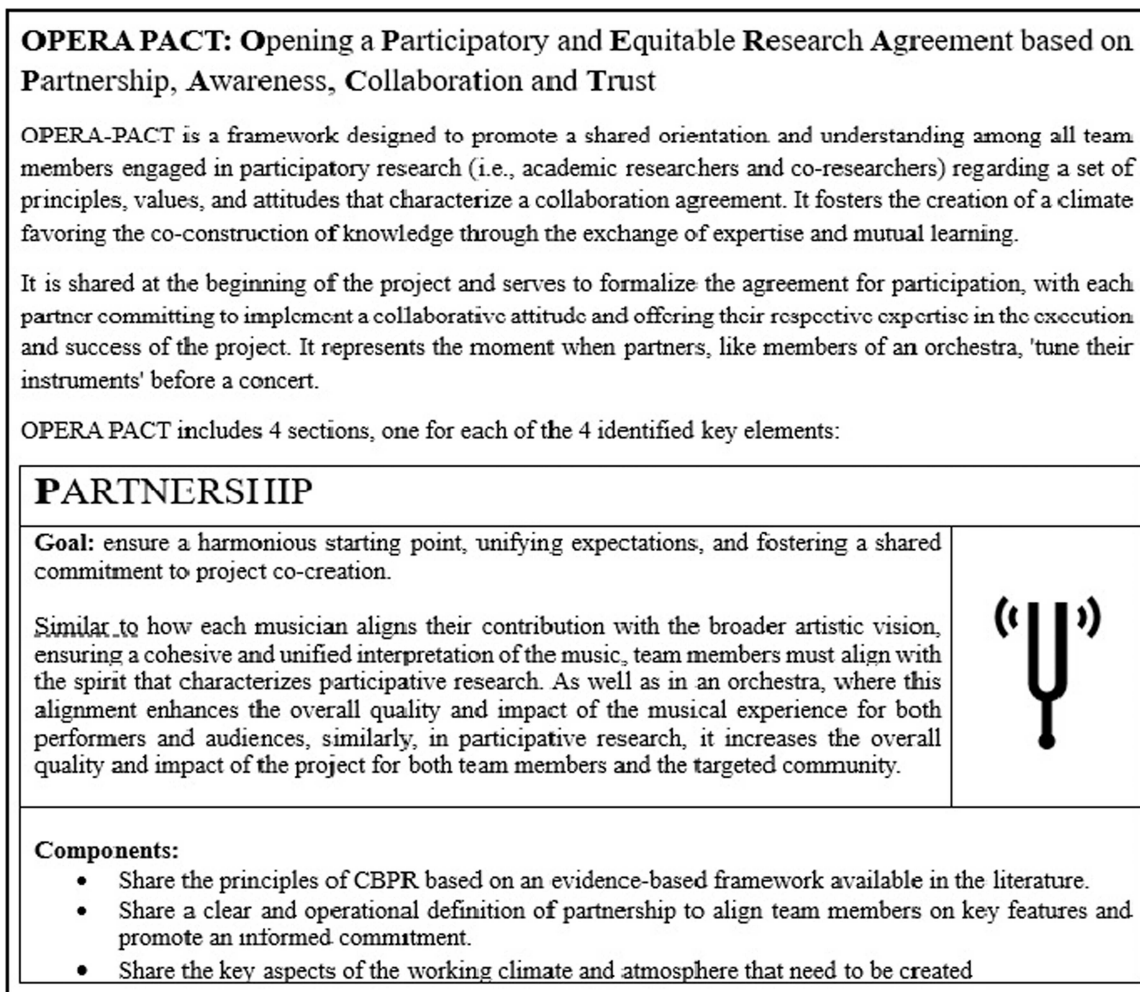 OPERA PACT: Opening a Participatory and Equitable Research Agreement based on
Partnership, Awareness, Collaboration and Trust
OPERA-PACT is a framework designed to promote a shared orientation and understanding among all team
members engaged in participatory research (i.e., academic researchers and co-researchers) regarding a set of
principles, values, and attitudes that characterize a collaboration agreement. It fosters the creation of a climate
favoring the co-construction of knowledge through the exchange of expertise and mutual learning.
It is shared at the beginning of the project and serves to formalize the agreement for participation, with each
partner committing to implement a collaborative attitude and offering their respective expertise in the execution
and success of the project. It represents the moment when partners, like members of an orchestra, 'tune their
instruments' before a concert.
OPERA PACT includes 4 sections, one for each of the 4 identified key elements:
PARTNERSHIP
Goal: ensure a harmonious starting point, unifying expectations, and fostering a shared
commitment to project co-creation.
Similar to how each musician aligns their contribution with the broader artistic vision,
ensuring a cohesive and unified interpretation of the music, team members must align with
the spirit that characterizes participative research. As well as in an orchestra, where this
alignment enhances the overall quality and impact of the musical experience for both
performers and audiences, similarly, in participative research, it increases the overall
quality and impact of the project for both team members and the targeted community.
Components:
• Share the principles of CBPR based on an evidence-based framework available in the literature.
• Share a clear and operational definition of partnership to align team members on key features and
promote an informed commitment.
• Share the key aspects of the working climate and atmosphere that need to be created